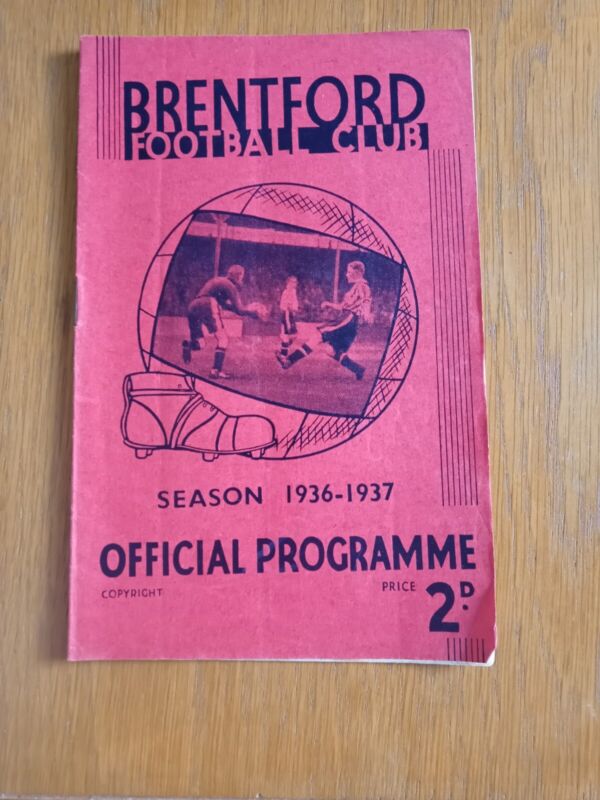 BRENTFORD
FOOTBALL CLUB
SEASON 1936-1937
OFFICIAL PROGRAMME
COPYRIGHT
PRICE 2D.